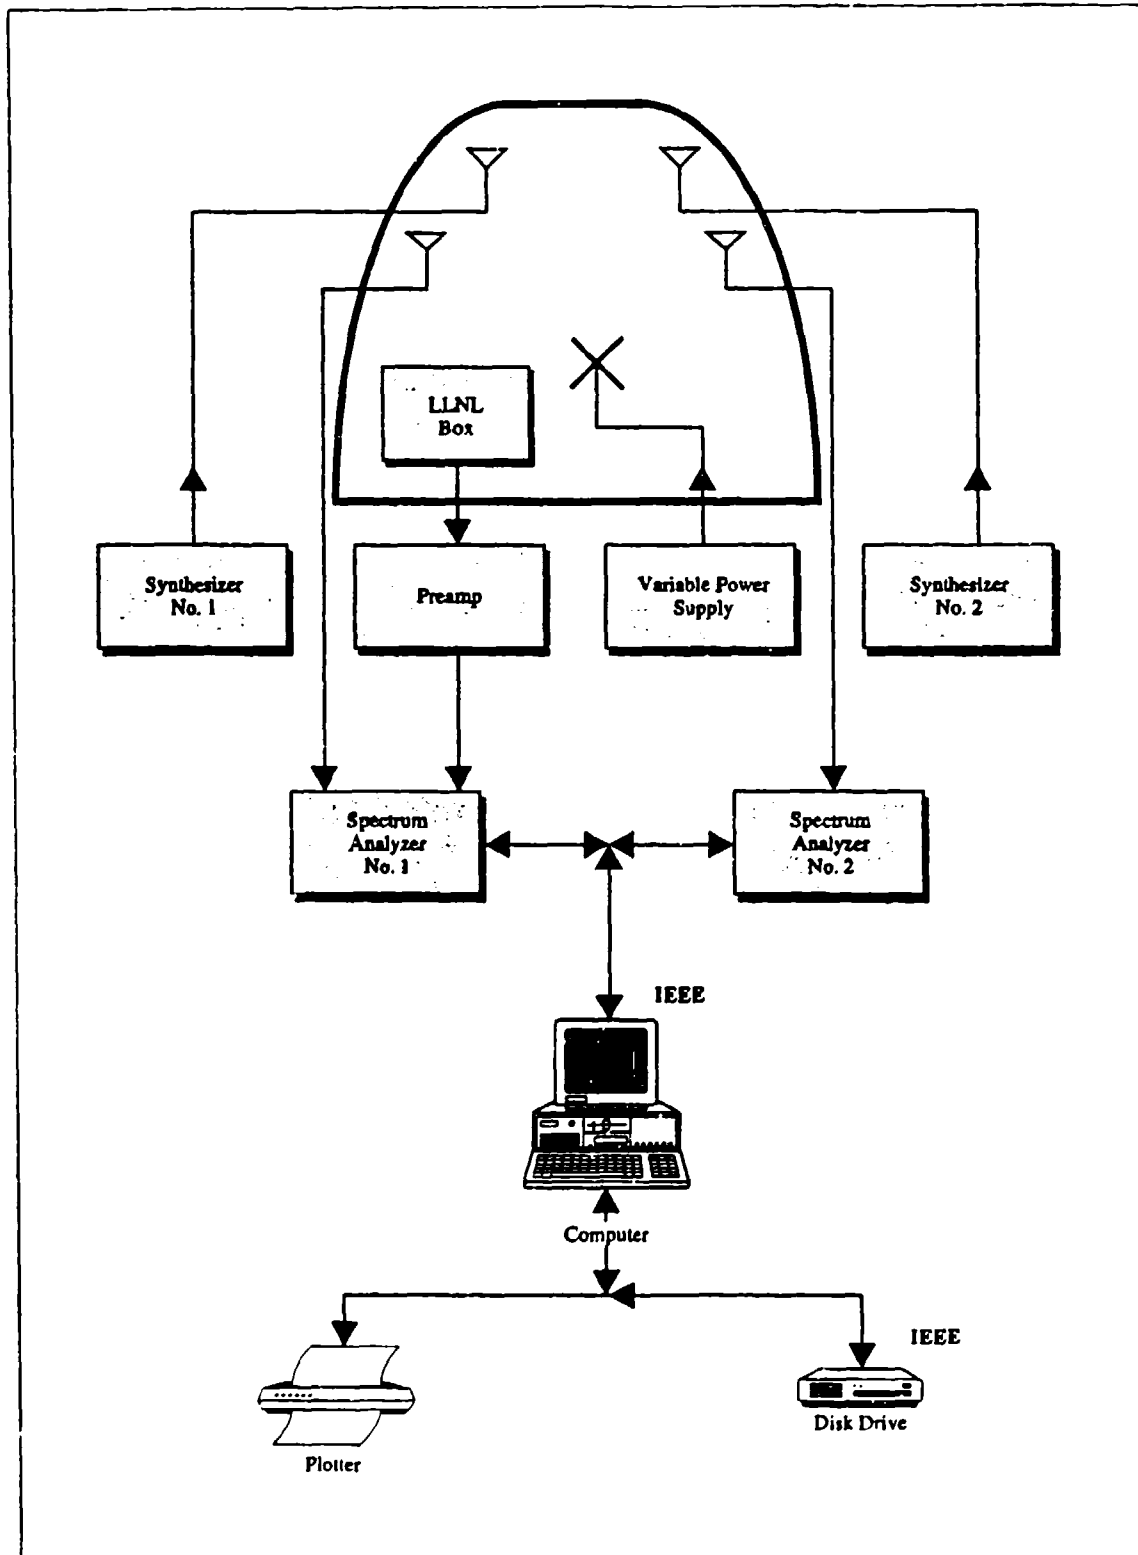 LLNL
Box
Synthesizer
No. 1
Preamp
Variable Power
Supply
Synthesizer
No. 2
Spectrum
Analyzer
No. 1
Spectrum
Analyzer
No. 2
IEEE
Computer
IEEE
Disk Drive
Plotter